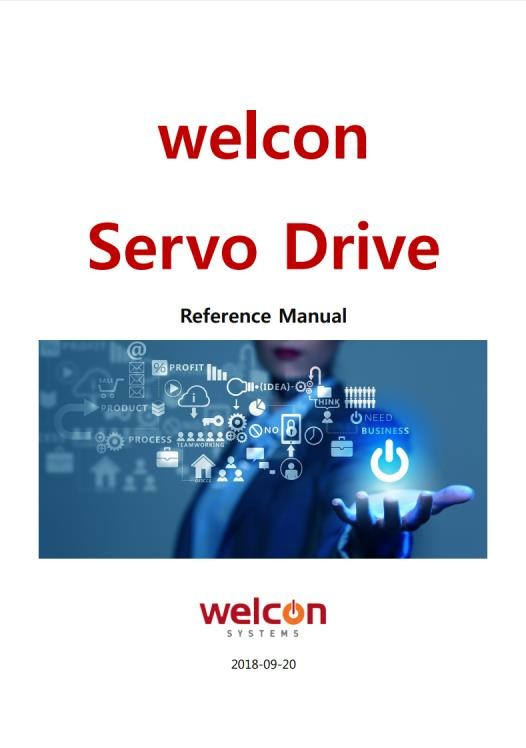 welcon
Servo Drive
Reference Manual
@
% PROFIT
SALE
{IDEA}
THINK
PRODUCT
i
NEED
NO
BUSINESS
PROCESS
TEAMWORKING
welcon
SYSTEMS
2018-09-20